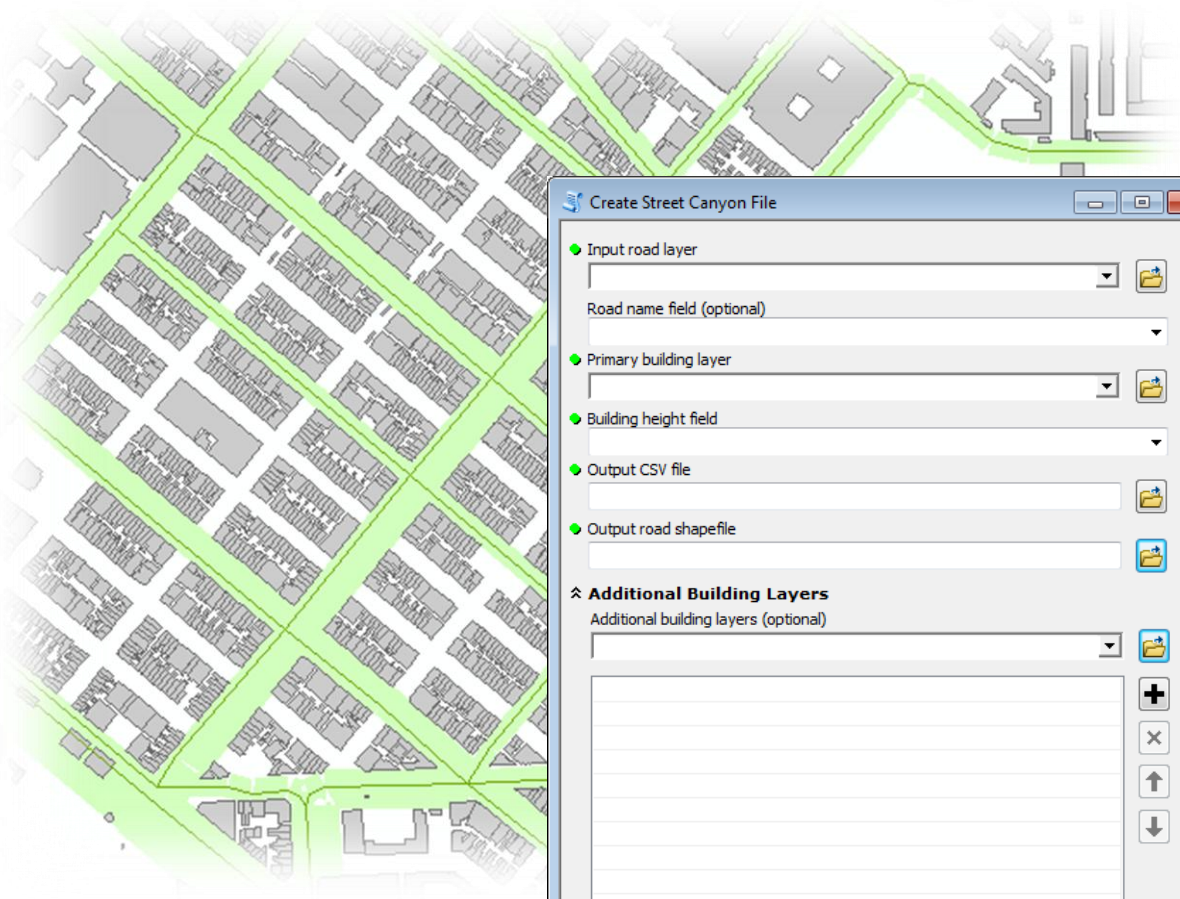 Create Street Canyon File
Input road layer
Road name field (optional)
Primary building layer
Building height field
Output CSV file
Output road shapefile
Additional Building Layers
Additional building layers (optional)